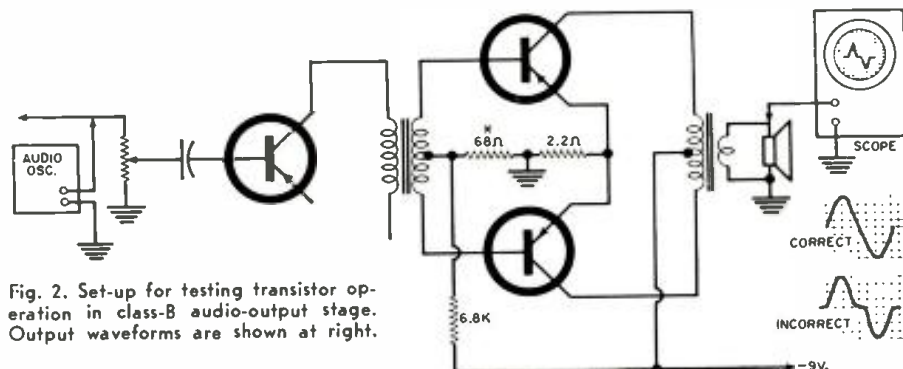 AUDIO
OSC.
*
68Ω
2.2Ω
6.8K
-9V.
SCOPE
CORRECT
INCORRECT
Fig. 2. Set-up for testing transistor op-
eration in class-B audio-output stage.
Output waveforms are shown at right.